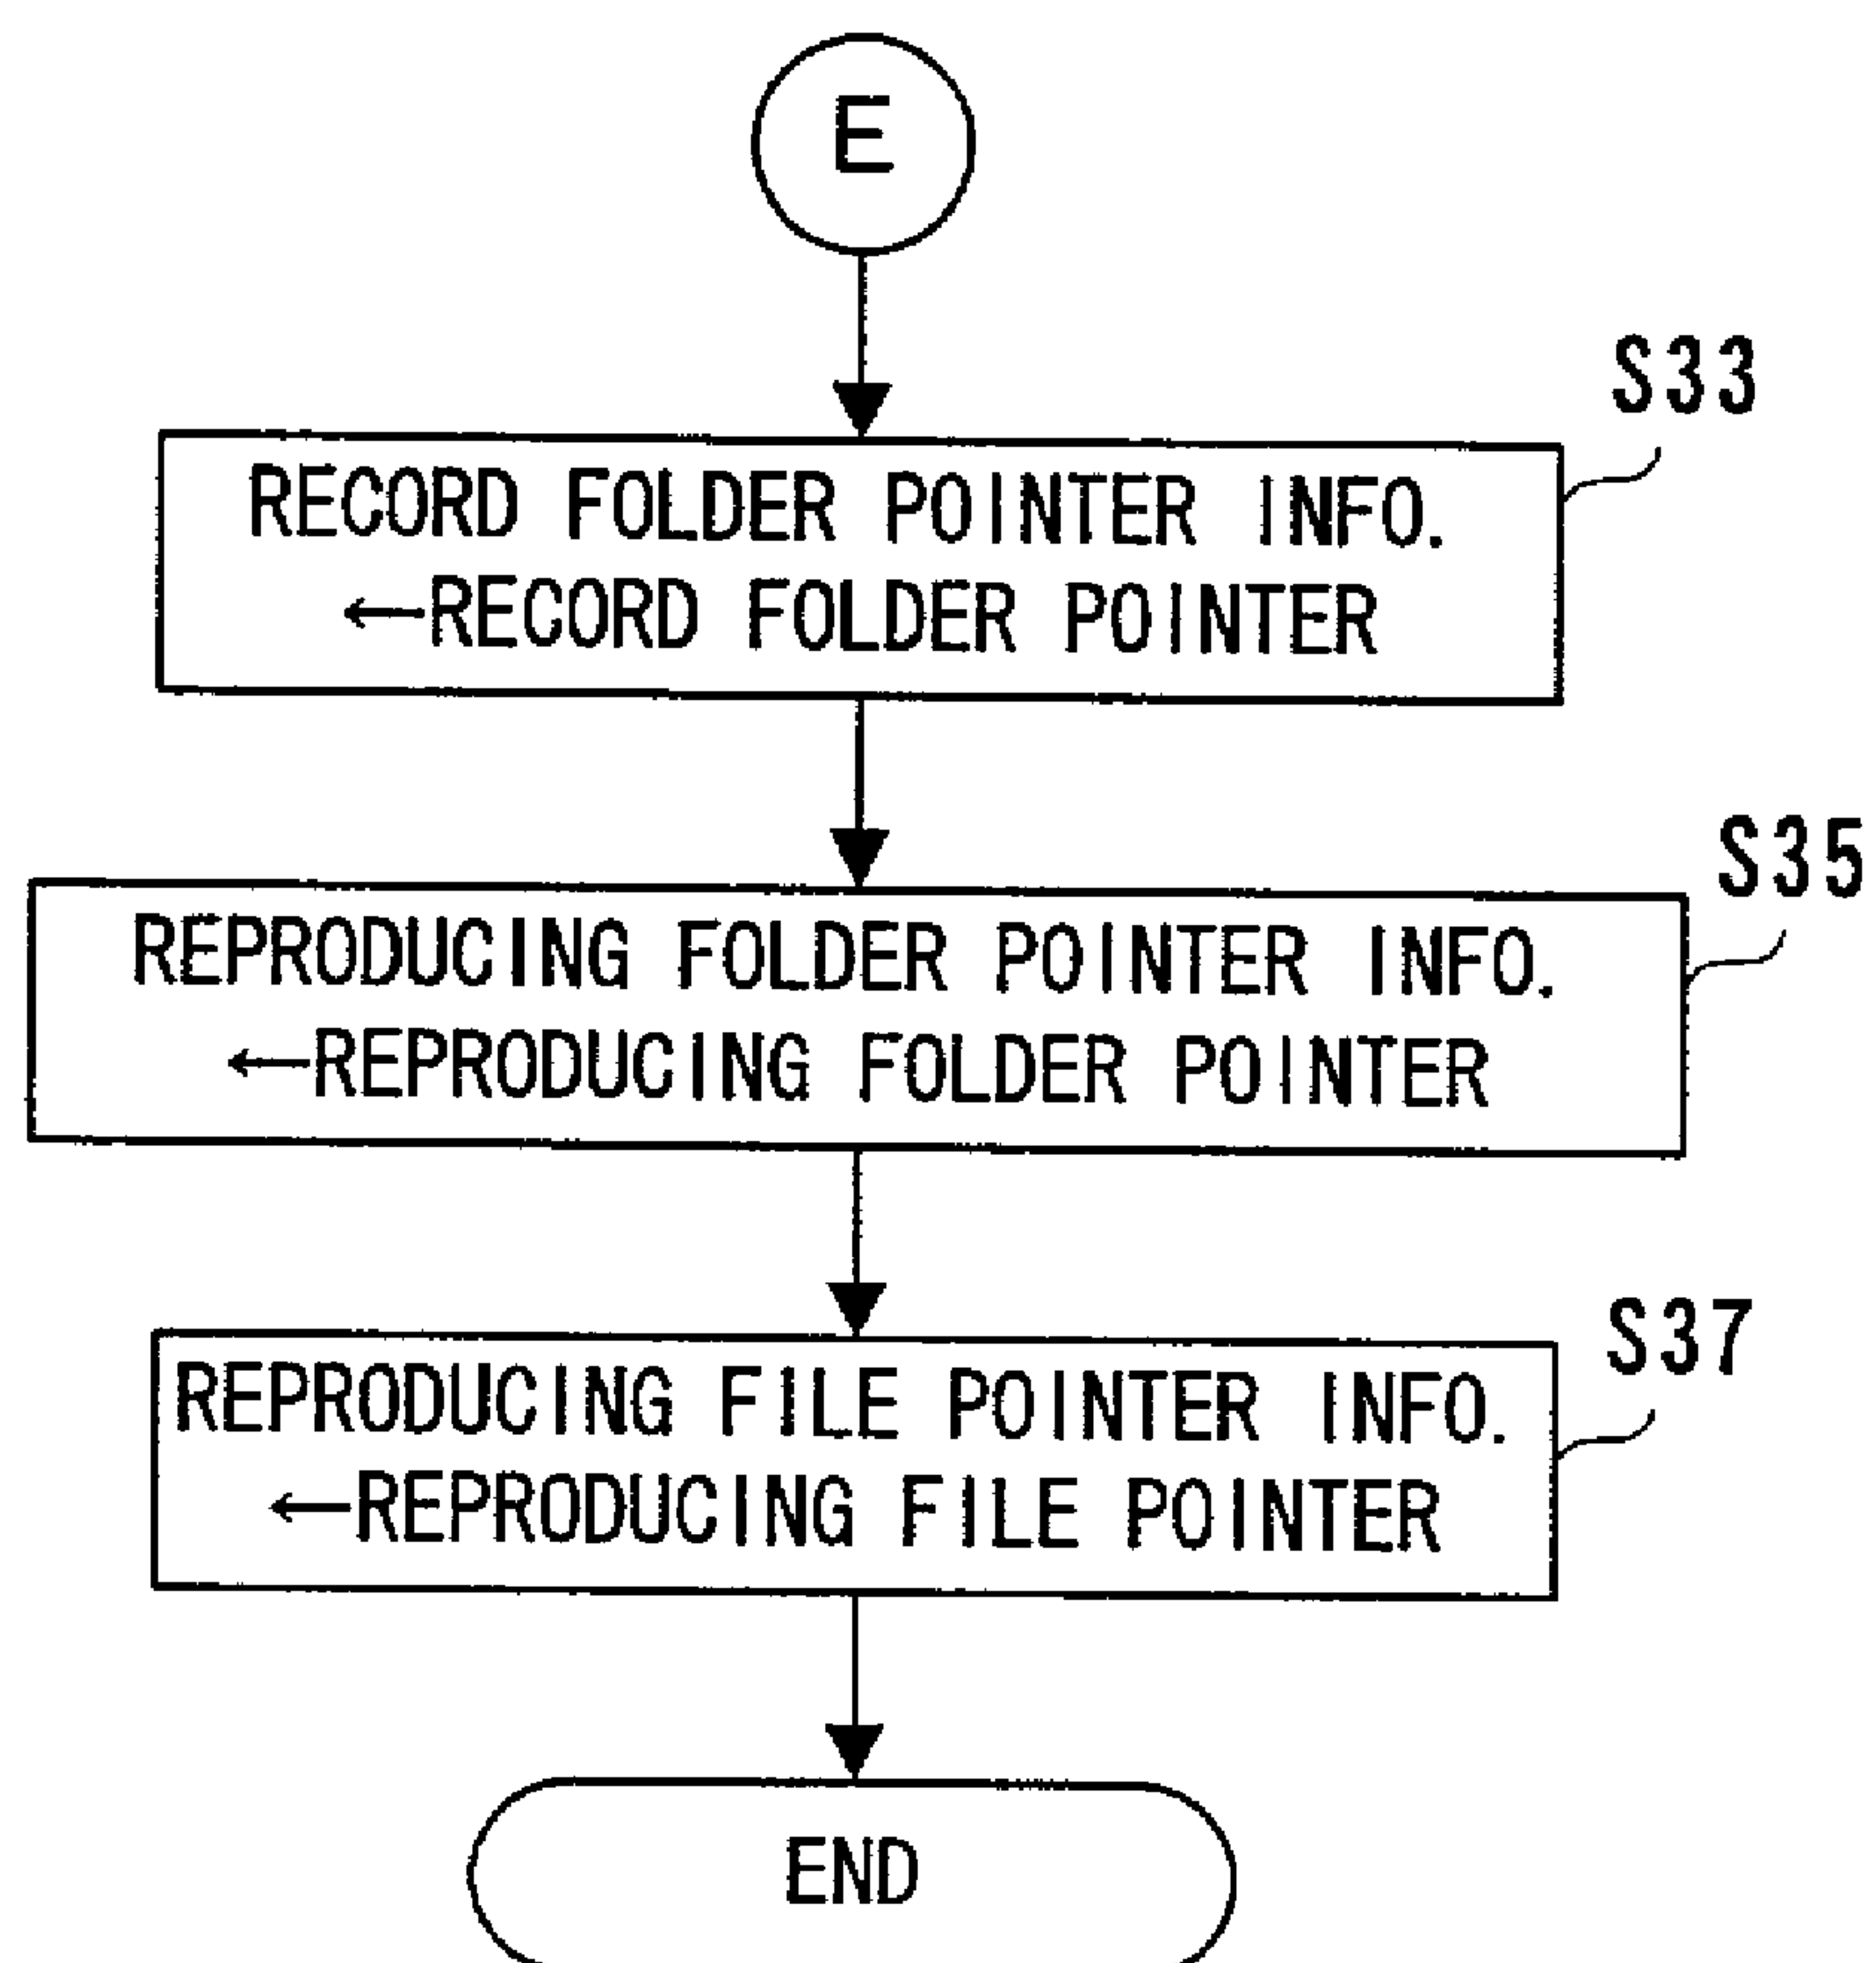 E
S33
RECORD FOLDER POINTER INFO.
←RECORD FOLDER POINTER
S35
REPRODUCING FOLDER POINTER INFO.
←REPRODUCING FOLDER POINTER
S37
REPRODUCING FILE POINTER INFO.
←REPRODUCING FILE POINTER
END